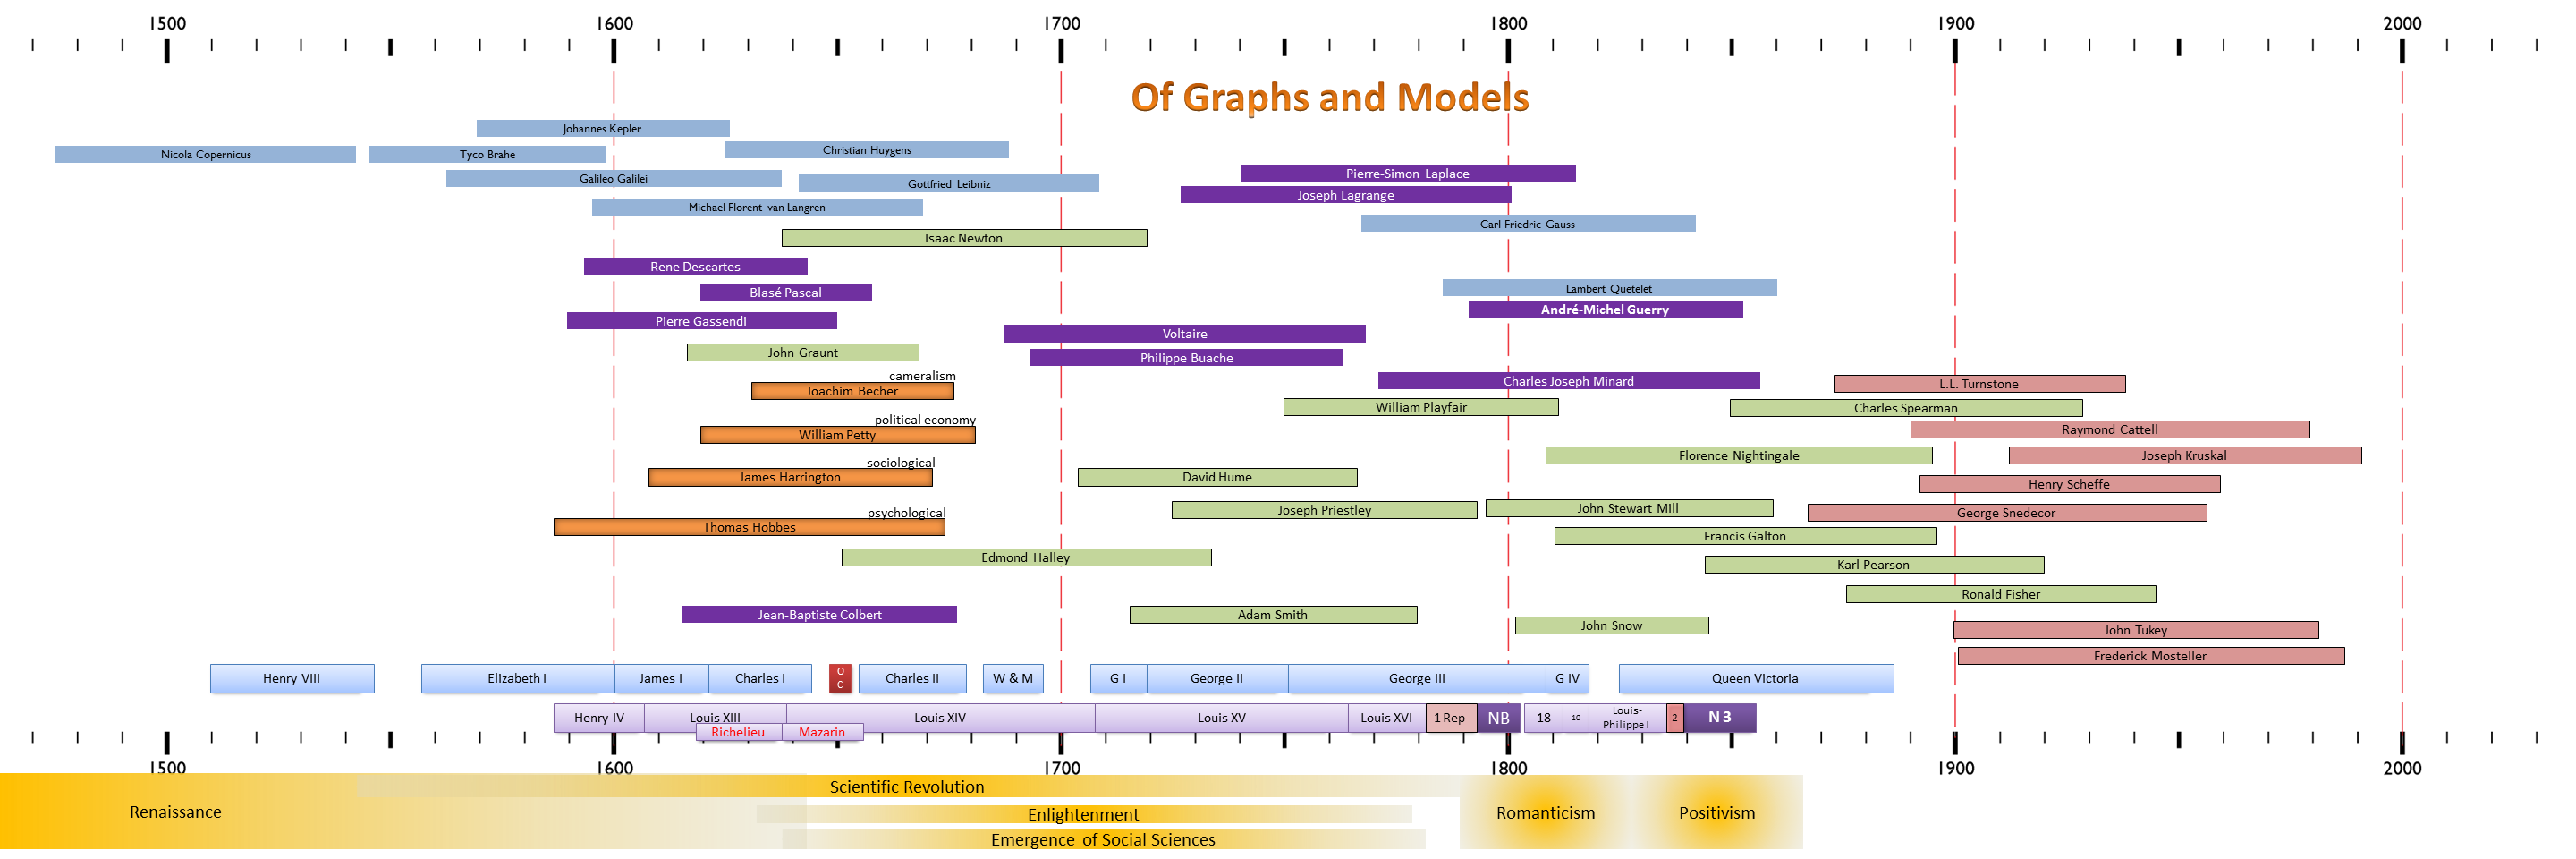 1500 1600 1700 1800 1900 2000
Of Graphs and Models
Johannes Kepler
Nicola Copernicus
Tyco Brahe
Christian Huygens
Galileo Galilei
Gottfried Leibniz
Pierre-Simon Laplace
Joseph Lagrange
Michael Florent van Langren
Carl Friedric Gauss
Isaac Newton
Rene Descartes
Blasé Pascal
Lambert Quetelet
André-Michel Guerry
Pierre Gassendi
Voltaire
John Graunt
Philippe Buache
cameralism
Joachim Becher
Charles Joseph Minard
L.L. Turnstone
William Playfair
Charles Spearman
political economy
William Petty
Raymond Cattell
Florence Nightingale
Joseph Kruskal
sociological
James Harrington
David Hume
Henry Scheffe
psychological
Thomas Hobbes
Joseph Priestley
John Stewart Mill
George Snedecor
Francis Galton
Edmond Halley
Karl Pearson
Ronald Fisher
Jean-Baptiste Colbert
Adam Smith
John Snow
John Tukey
Frederick Mosteller
Henry VIII
Elizabeth I
James I
Charles I
O
C
Charles II
W & M
G I
George II
George III
G IV
Queen Victoria
Henry IV
Louis XIII
Richelieu
Mazarin
Louis XIV
Louis XV
Louis XVI
1 Rep
NB
18
10
Louis-
Philippe I
2
N 3
1500 1600 1700 1800 1900 2000
Renaissance
Scientific Revolution
Enlightenment
Emergence of Social Sciences
Romanticism
Positivism